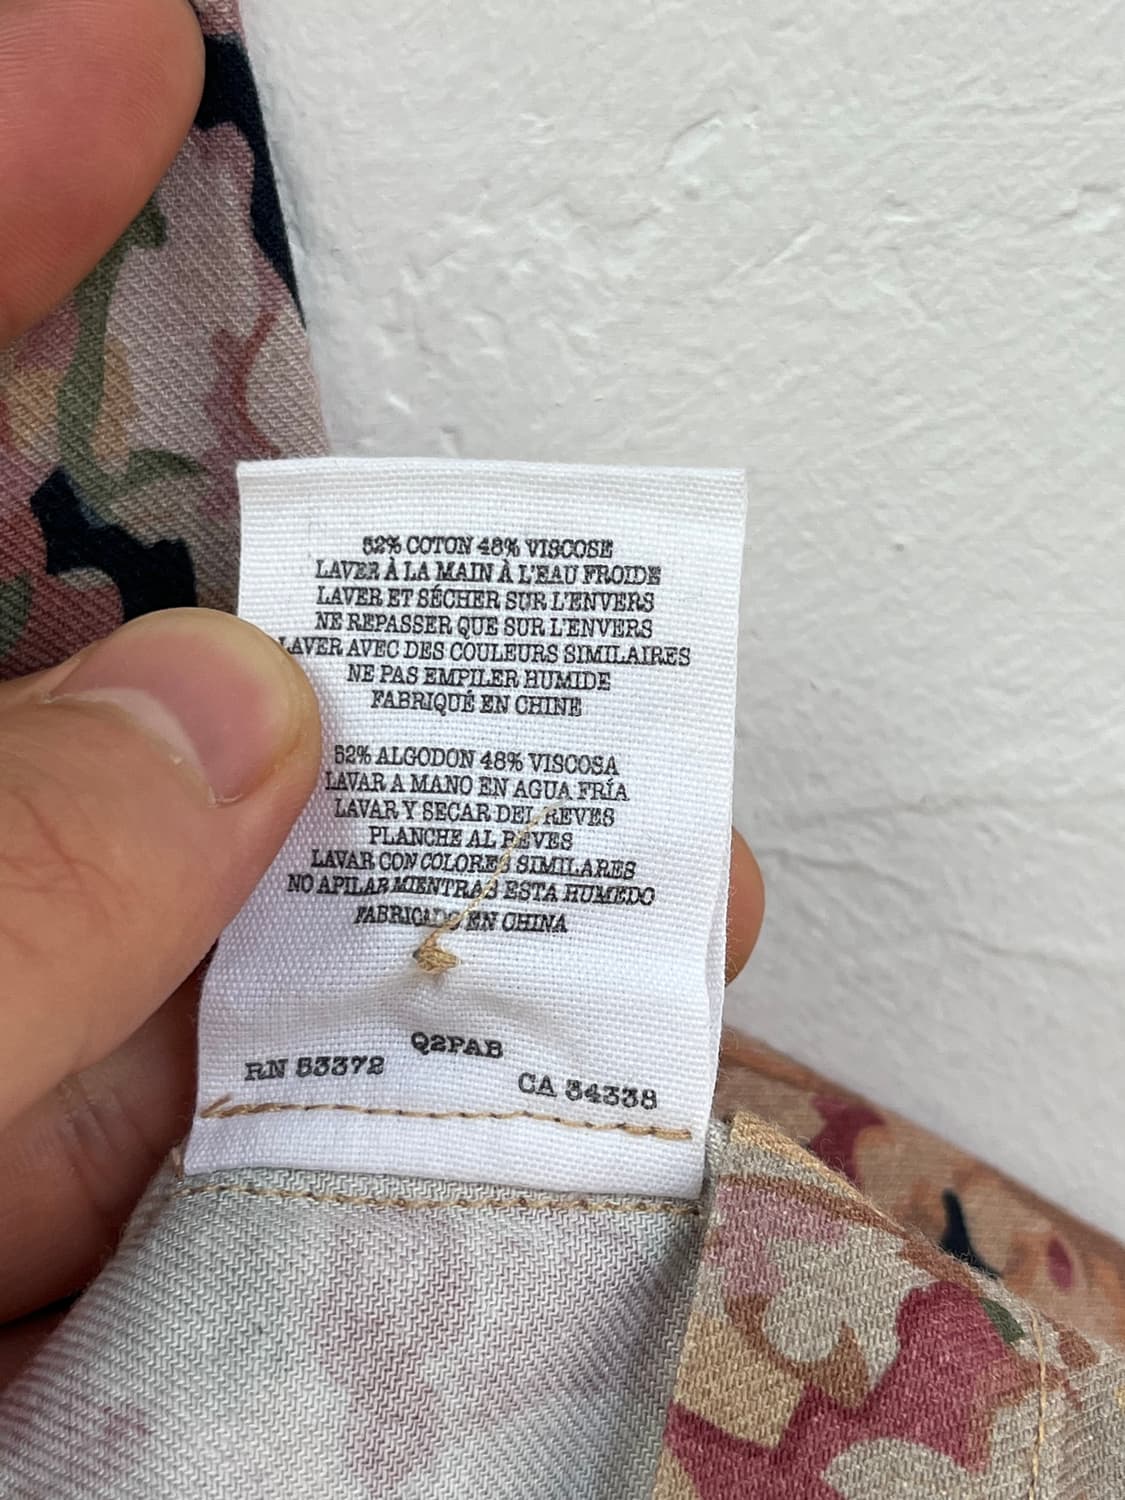 52% COTON 48% VISCOSE
LAVER À LA MAIN À L'EAU FROIDE
LAVER ET SÉCHER SUR L'ENVERS
NE REPASSER QUE SUR L'ENVERS
LAVER AVEC DES COULEURS SIMILAIRES
NE PAS EMPILER HUMIDE
FABRIQUÉ EN CHINE
52% ALGODON 48% VISCOSA
LAVAR A MANO EN AGUA FRÍA
LAVAR Y SECAR DEL REVES
PLANCHE AL REVES
LAVAR CON COLORES SIMILARES
NO APILAR MIENTRAS ESTA HUMEDO
FABRICADO EN CHINA
Q2PAB
RN 53372
CA 34338